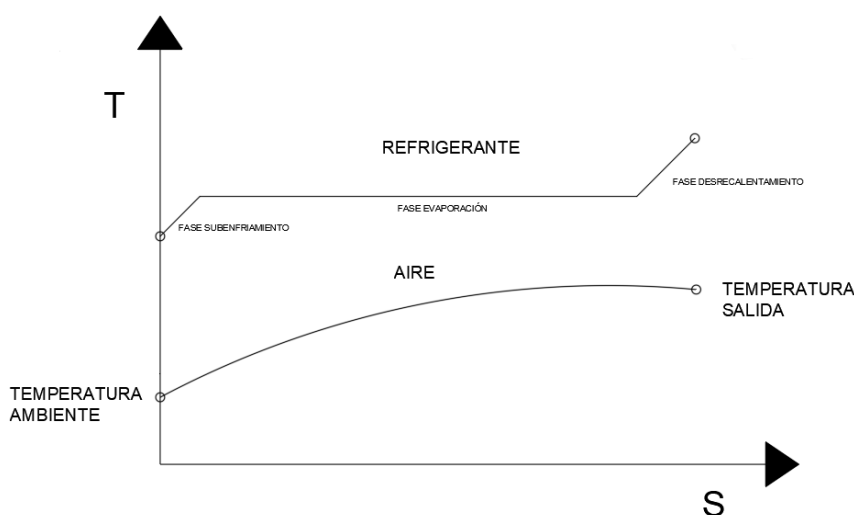 T
REFRIGERANTE
FASE DESRECALENTAMIENTO
FASE EVAPORACIÓN
FASE SUBENFRIAMIENTO
AIRE
TEMPERATURA
SALIDA
TEMPERATURA
AMBIENTE
S